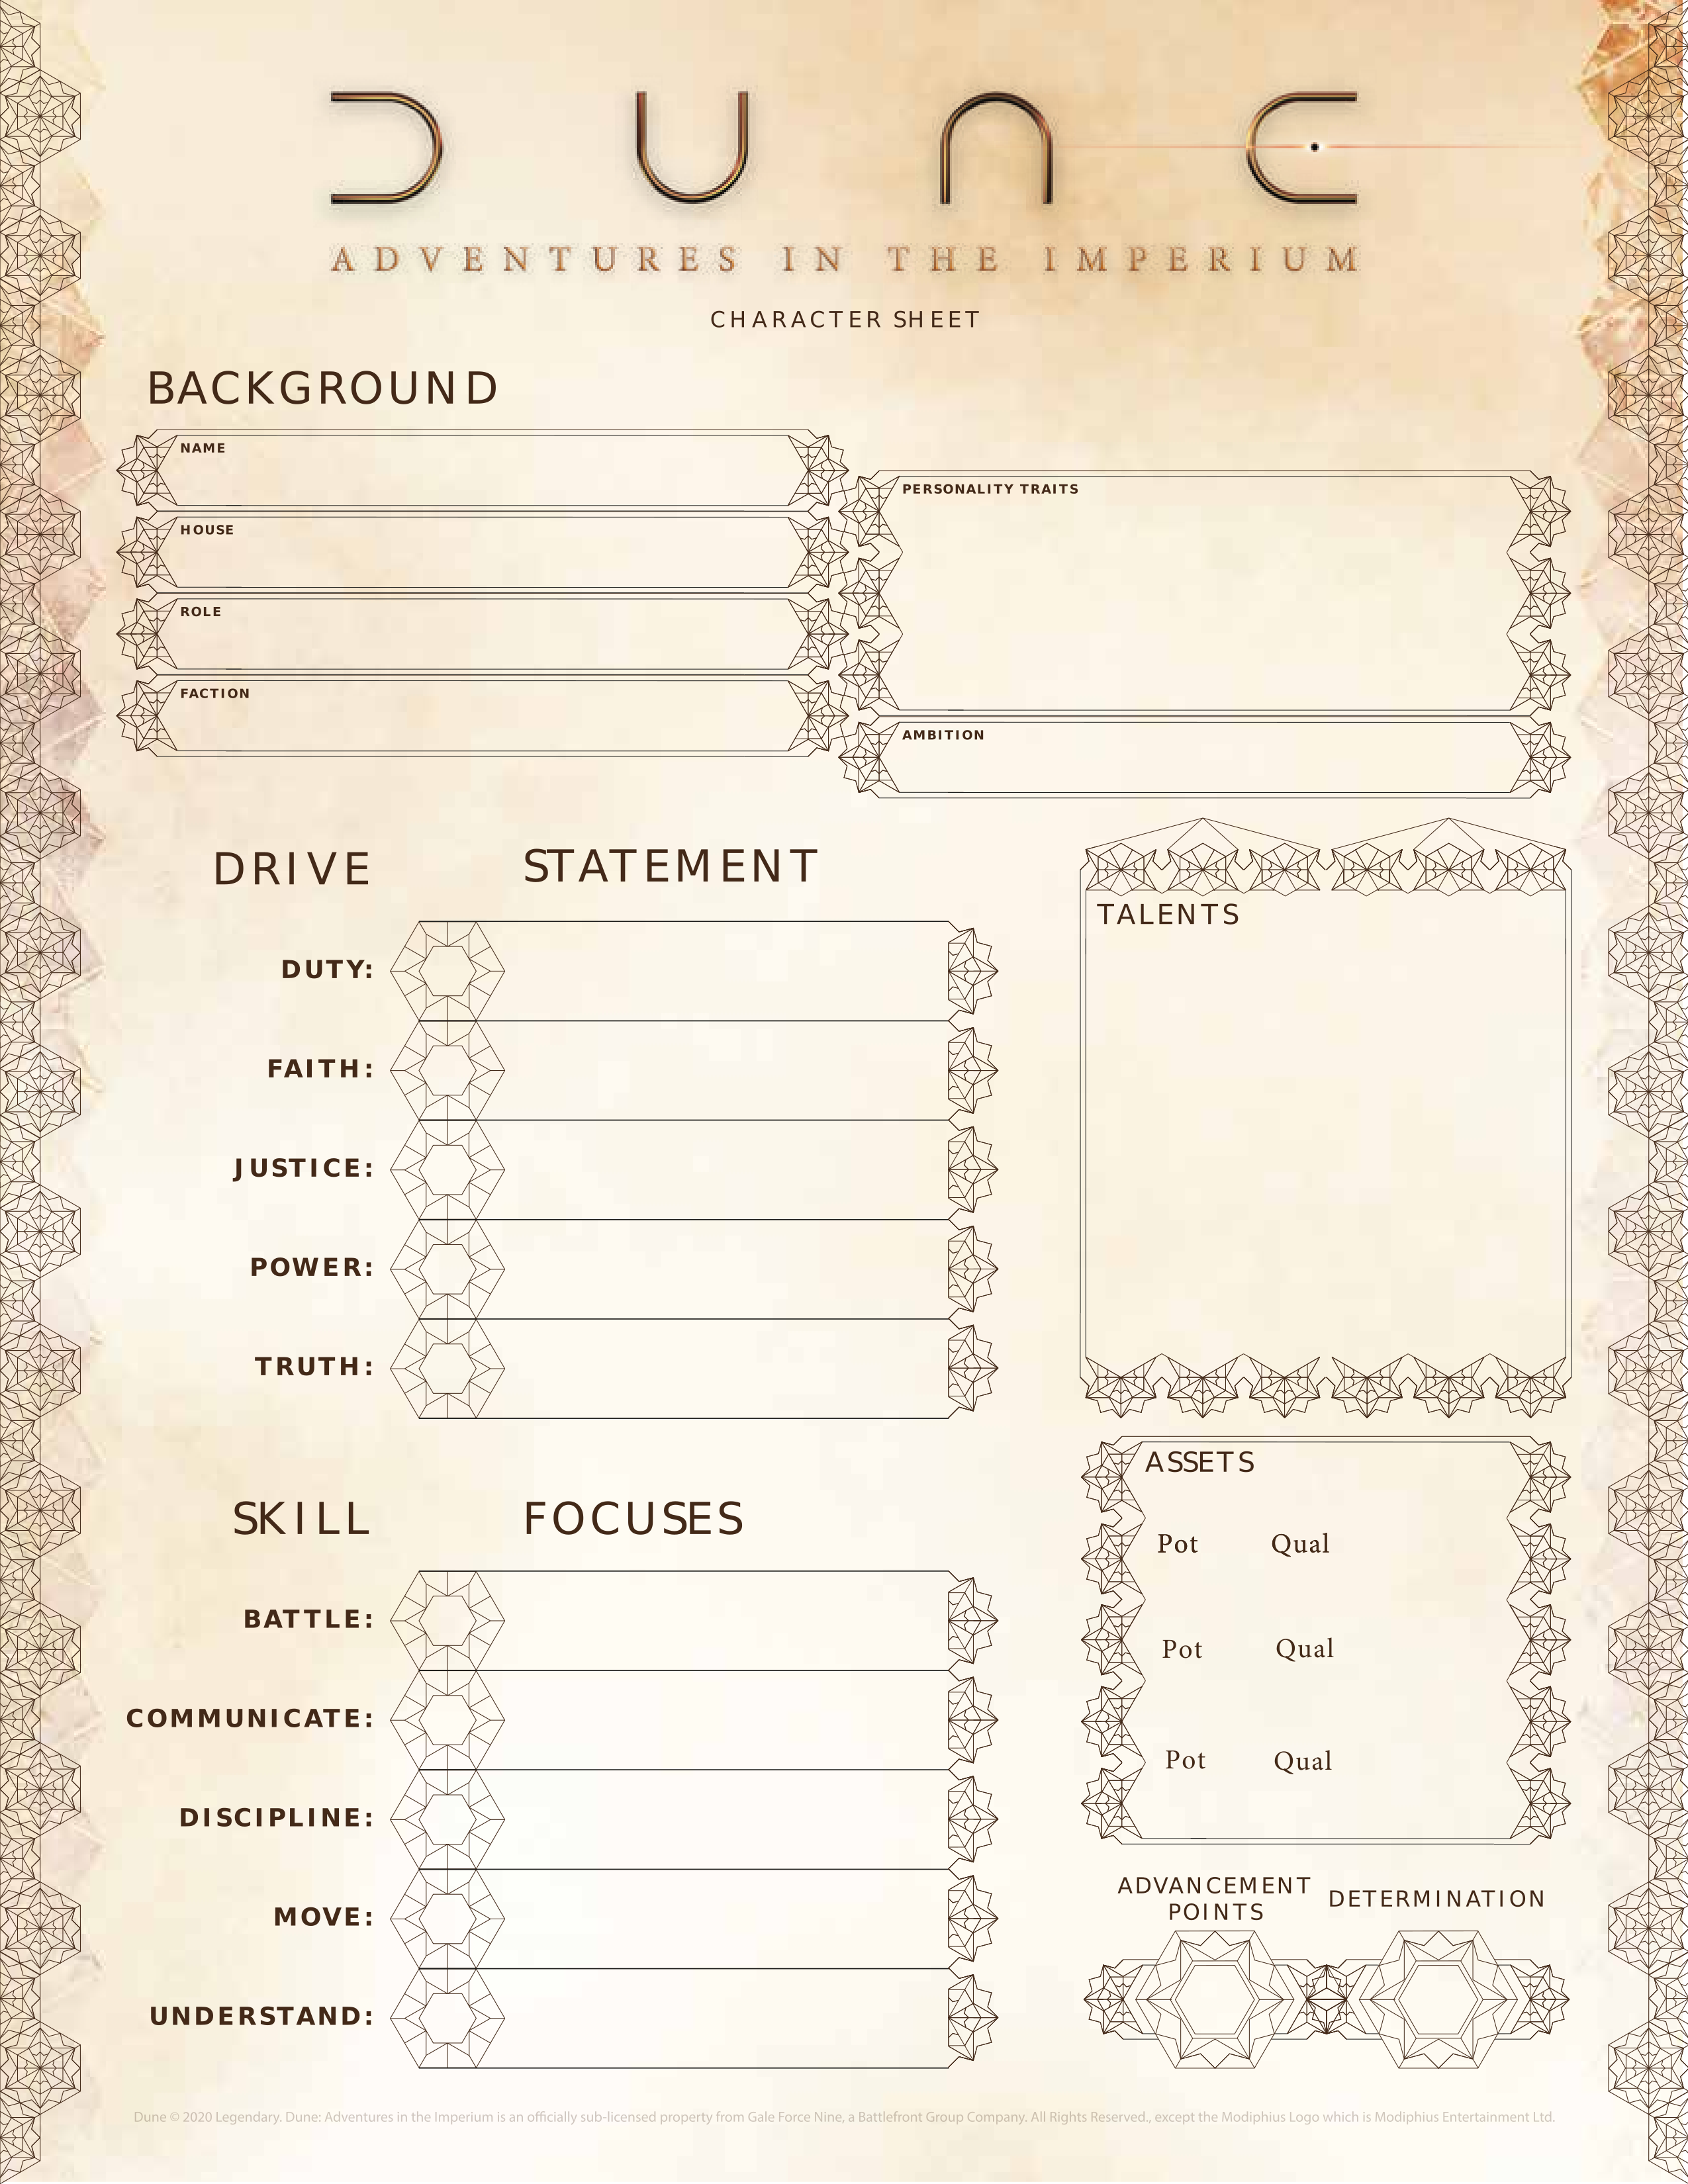 DUNE
ADVENTURES IN THE IMPERIUM
CHARACTER SHEET
BACKGROUND
NAME
HOUSE
ROLE
FACTION
PERSONALITY TRAITS
AMBITION
DRIVE STATEMENT
DUTY:
FAITH:
JUSTICE:
POWER:
TRUTH:
TALENTS
SKILL FOCUSES
BATTLE:
COMMUNICATE:
DISCIPLINE:
MOVE:
UNDERSTAND:
ASSETS
Pot Qual
Pot Qual
Pot Qual
ADVANCEMENT
POINTS
DETERMINATION
Dune © 2020 Legendary. Dune: Adventures in the Imperium is an officially sub-licensed property from Gale Force Nine, a Battlefront Group Company. All Rights Reserved., except the Modiphius Logo which is Modiphius Entertainment Ltd.